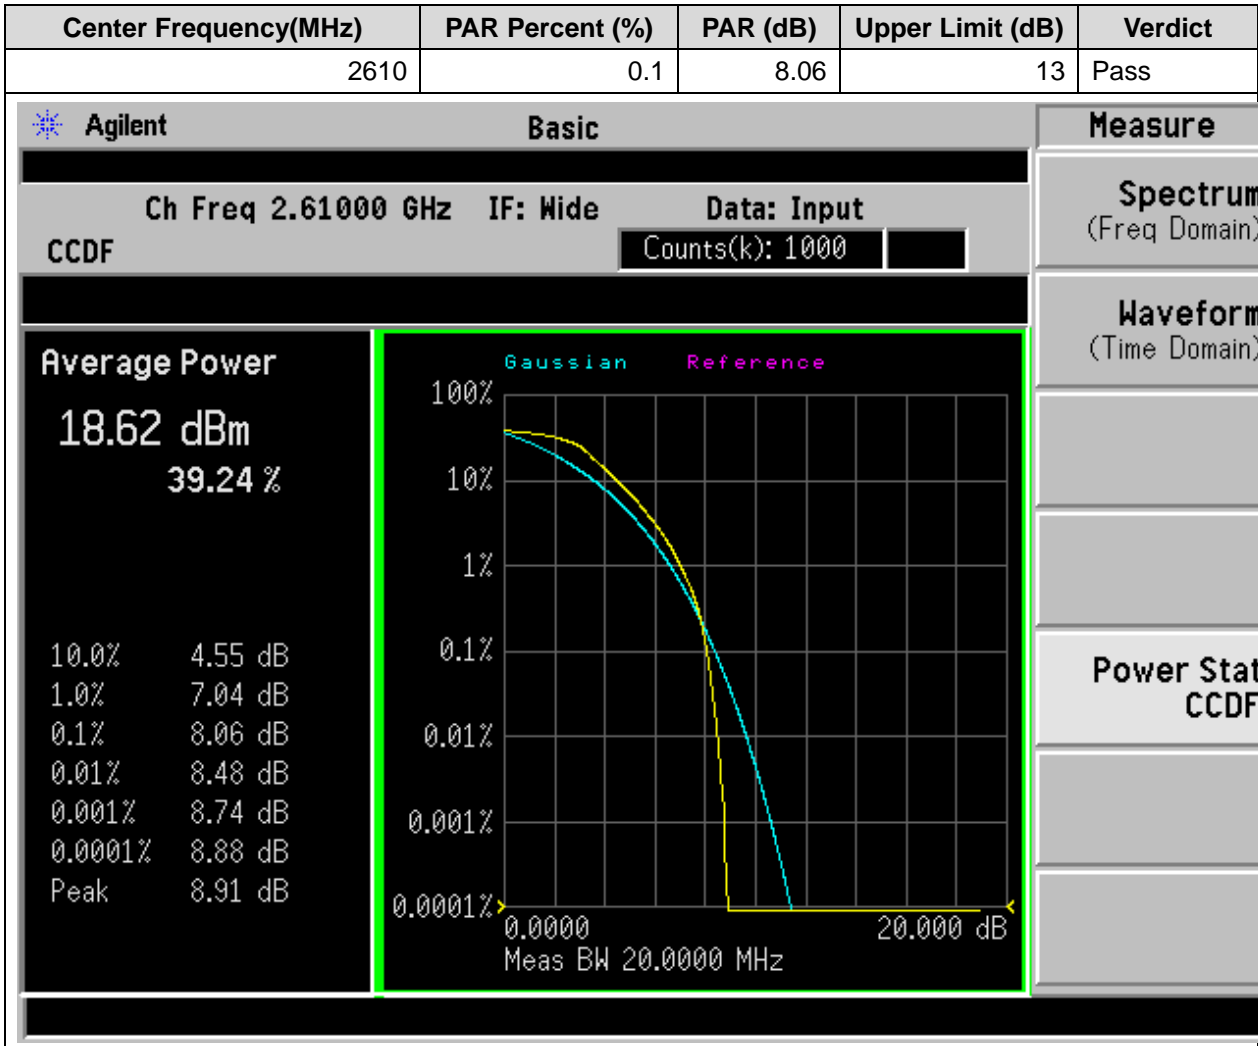 Center Frequency(MHz) PAR Percent (%) PAR (dB) Upper Limit (dB) Verdict
2610 0.1 8.06 13 Pass
Agilent Basic Measure
Ch Freq 2.61000 GHz IF: Wide Data: Input
CCDF Counts(k): 1000
Average Power
18.62 dBm
39.24 %
10.0% 4.55 dB
1.0% 7.04 dB
0.1% 8.06 dB
0.01% 8.48 dB
0.001% 8.74 dB
0.0001% 8.88 dB
Peak 8.91 dB
Gaussian Reference
100%
10%
1%
0.1%
0.01%
0.001%
0.0001%
0.0000 20.000 dB
Meas BW 20.0000 MHz
Spectrum
(Freq Domain)
Waveform
(Time Domain)
Power Stat
CCDF